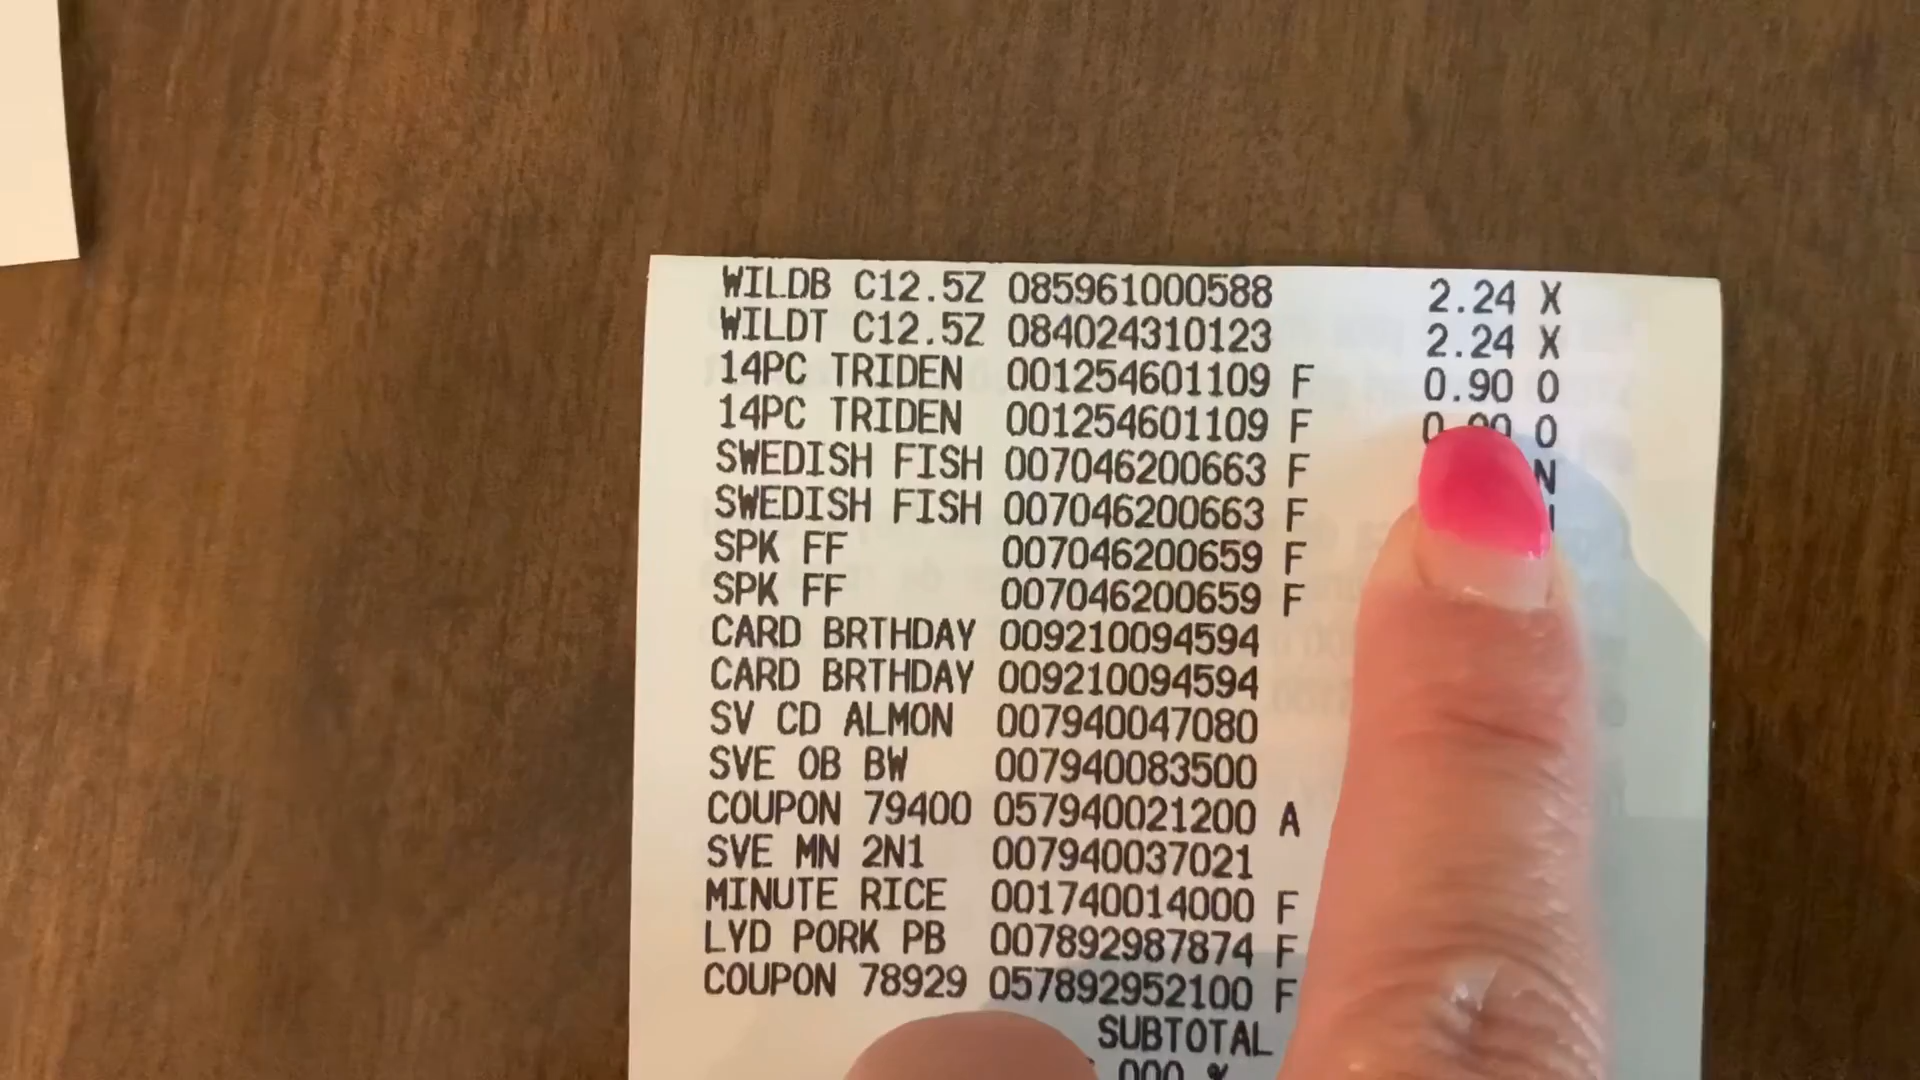 WILDB C12.5Z 085961000588 2.24 X
WILDT C12.5Z 084024310123 2.24 X
14PC TRIDEN 001254601109 F 0.90 O
14PC TRIDEN 001254601109 F O
SWEDISH FISH 007046200663 F N
SWEDISH FISH 007046200663 F
SPK FF 007046200659 F
SPK FF 007046200659 F
CARD BRTHDAY 009210094594
CARD BRTHDAY 009210094594
SV CD ALMON 007940047080
SVE OB BW 007940083500
COUPON 79400 057940021200 A
SVE MN 2N1 007940037021
MINUTE RICE 001740014000 F
LYD PORK PB 007892987874 F
COUPON 78929 057892952100 F
SUBTOTAL